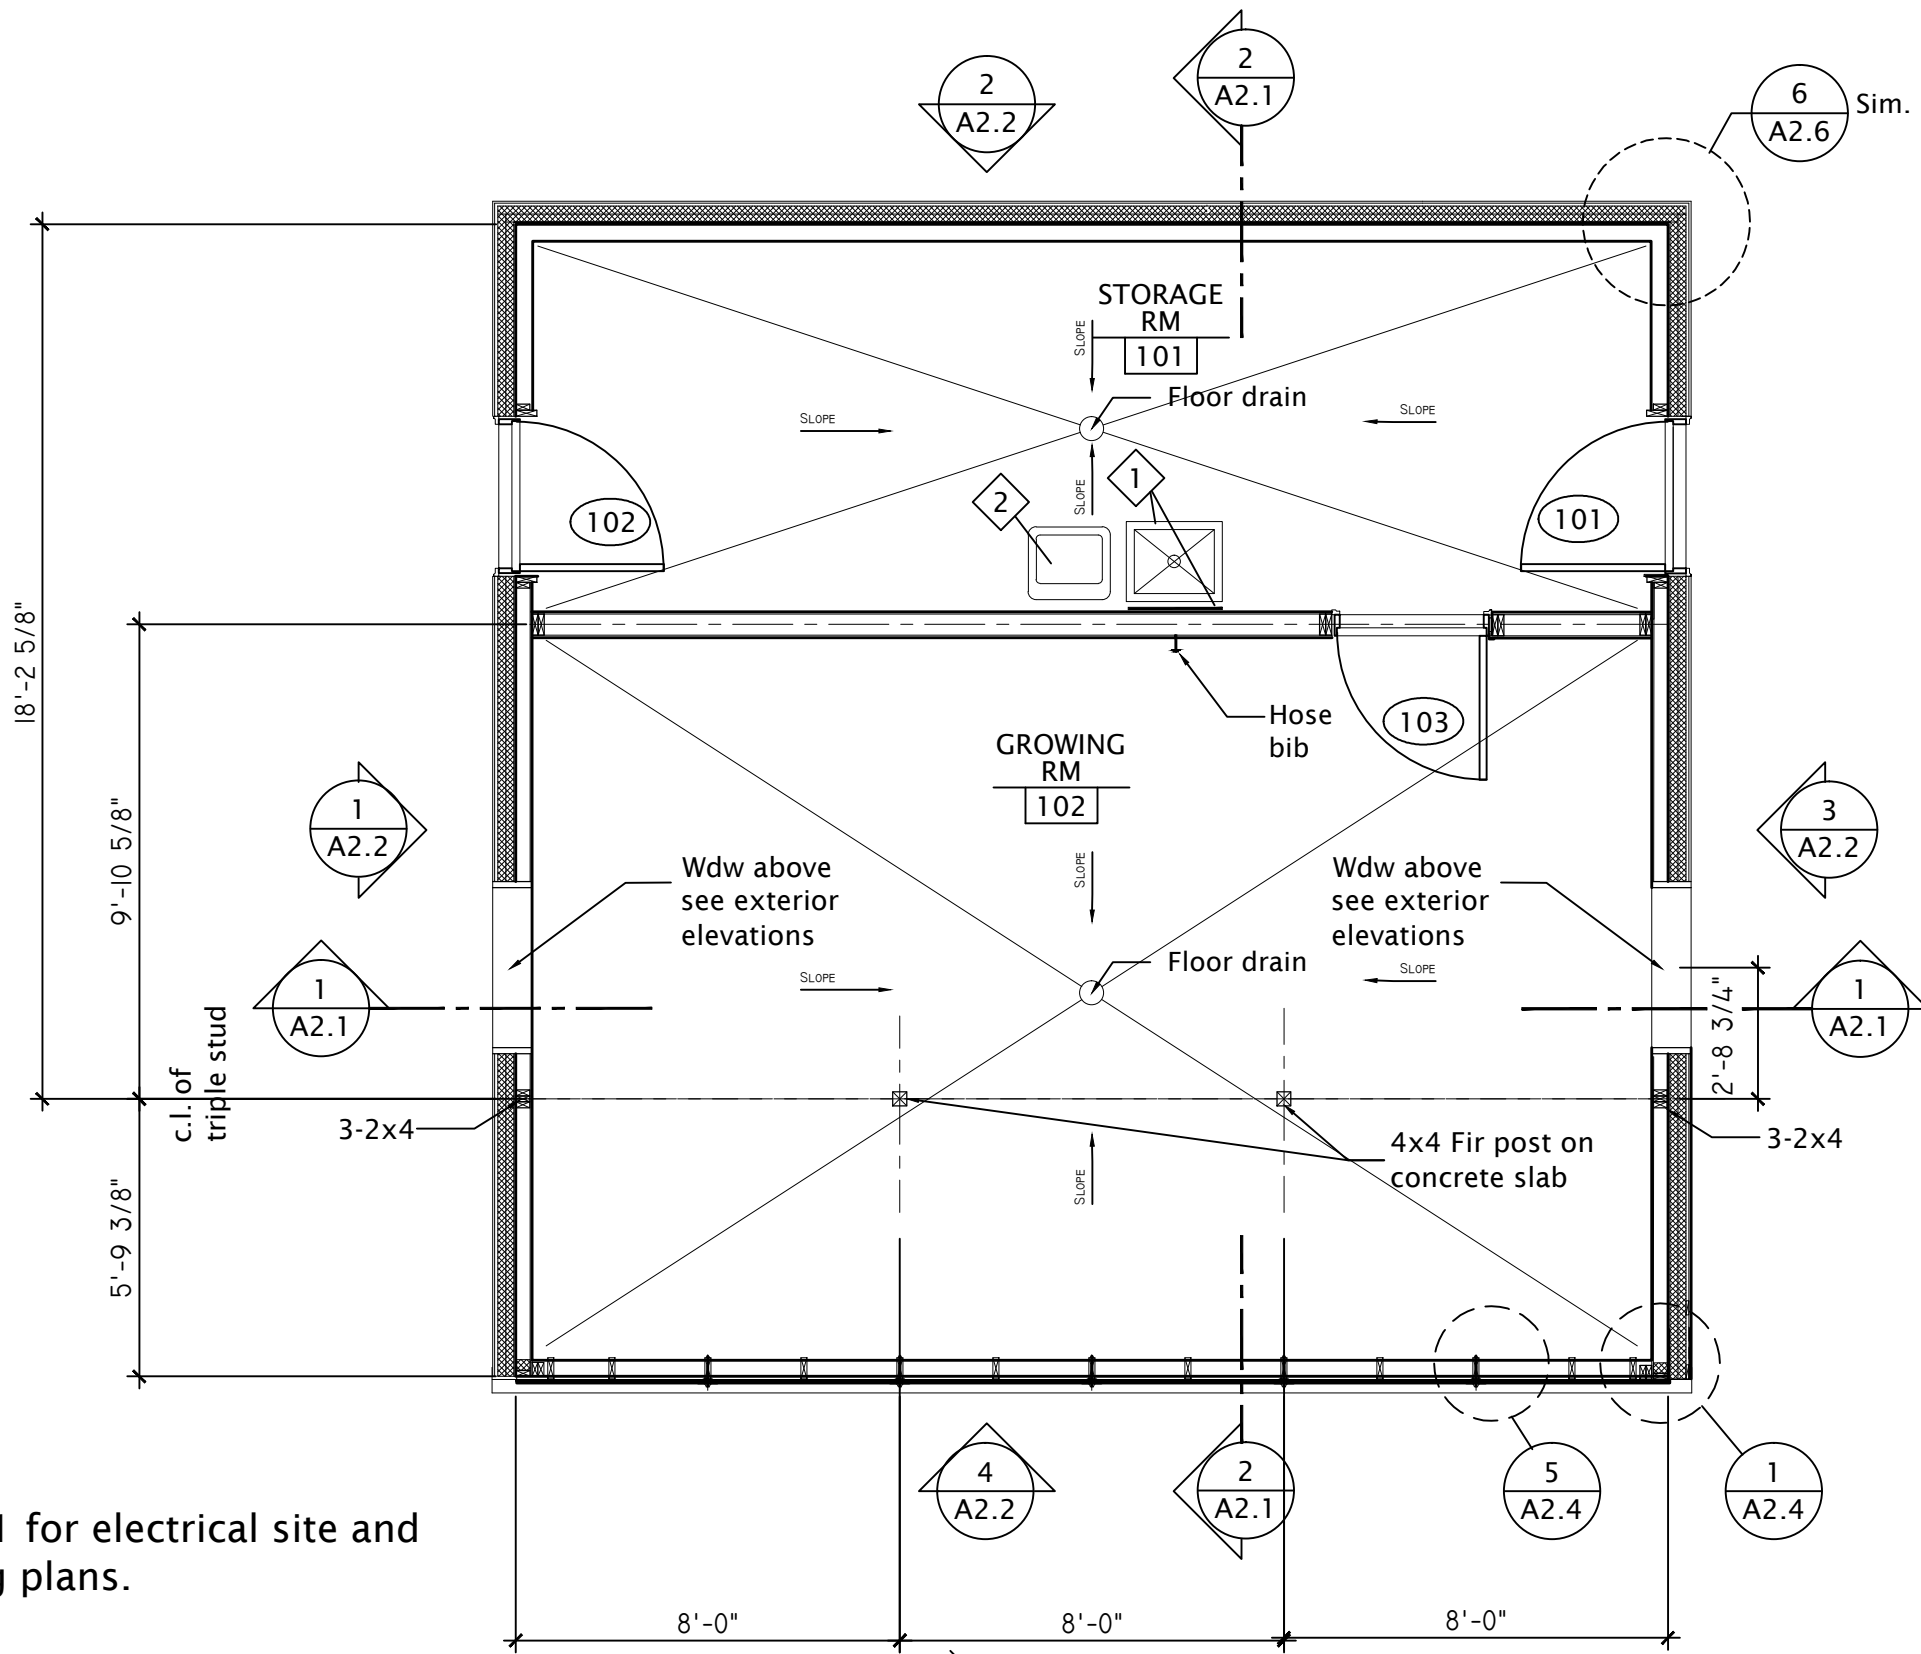 2
A2.1
2
A2.2
6
A2.6
Sim.
STORAGE
RM
101
SLOPE
Floor drain
SLOPE
SLOPE
SLOPE
1
2
102
101
18'-2 5/8"
Hose
bib
103
GROWING
RM
102
1
A2.2
3
A2.2
9'-10 5/8"
Wdw above
see exterior
elevations
SLOPE
Wdw above
see exterior
elevations
Floor drain
SLOPE
SLOPE
1
A2.1
1
A2.1
2'-8 3/4"
c.l. of
triple stud
3-2x4
3-2x4
4x4 Fir post on
concrete slab
SLOPE
5'-9 3/8"
4
A2.2
2
A2.1
5
A2.4
1
A2.4
for electrical site and
plans.
8'-0"
8'-0"
8'-0"